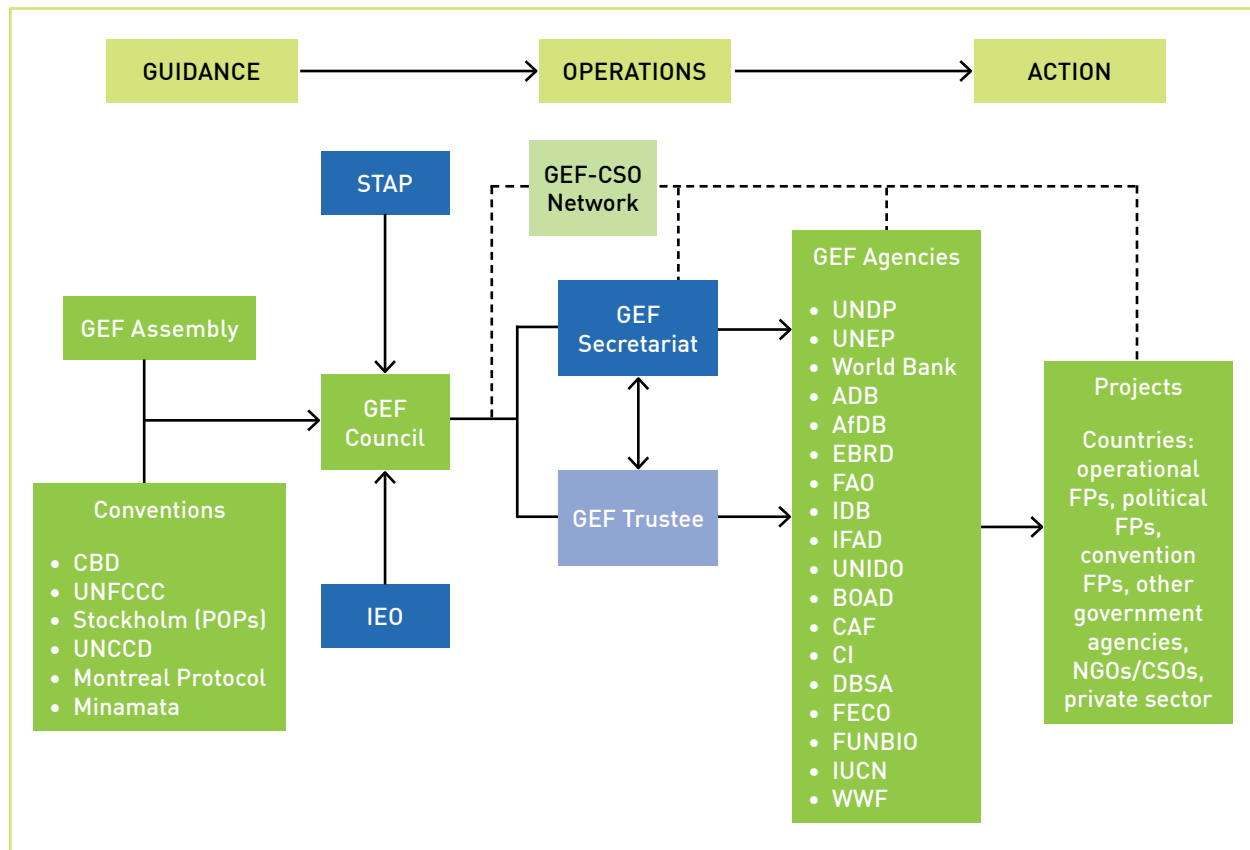 GUIDANCE
OPERATIONS
ACTION
STAP
GEF-CSO
Network
GEF Assembly
Conventions
• CBD
• UNFCCC
• Stockholm (POPs)
• UNCCD
• Montreal Protocol
• Minamata
GEF
Council
IEO
GEF
Secretariat
GEF Trustee
GEF Agencies
• UNDP
• UNEP
• World Bank
• ADB
• AfDB
• EBRD
• FAO
• IDB
• IFAD
• UNIDO
• BOAD
• CAF
• CI
• DBSA
• FECO
• FUNBIO
• IUCN
• WWF
Projects
Countries:
operational
FPs, political
FPs,
convention
FPs, other
government
agencies,
NGOs/CSOs,
private sector